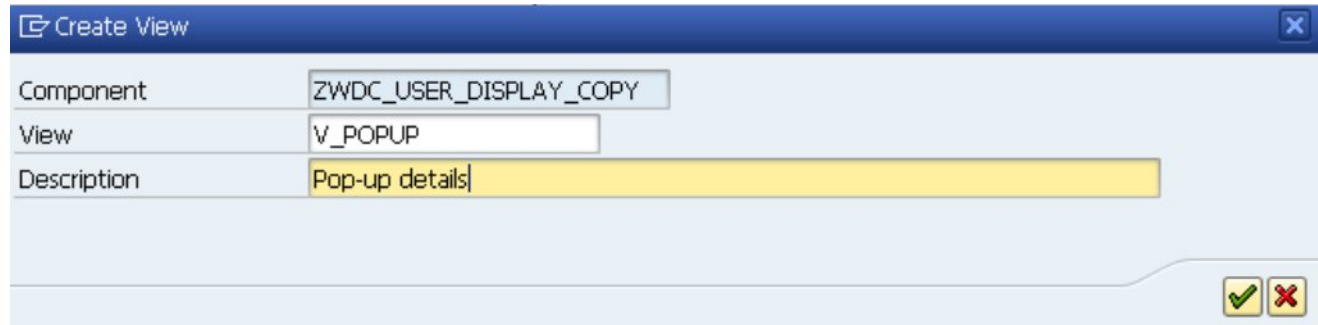 Create View
Component ZWDC_USER_DISPLAY_COPY
View V_POPUP
Description Pop-up details